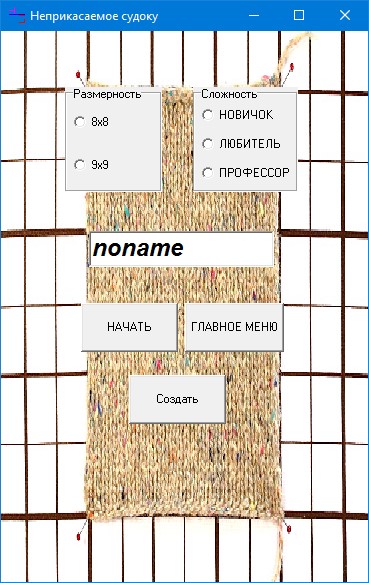 Неприкасаемое судоку
Размерность
8x8
9x9
Сложность
НОВИЧОК
ЛЮБИТЕЛЬ
ПРОФЕССОР
noname
НАЧАТЬ
ГЛАВНОЕ МЕНЮ
Создать